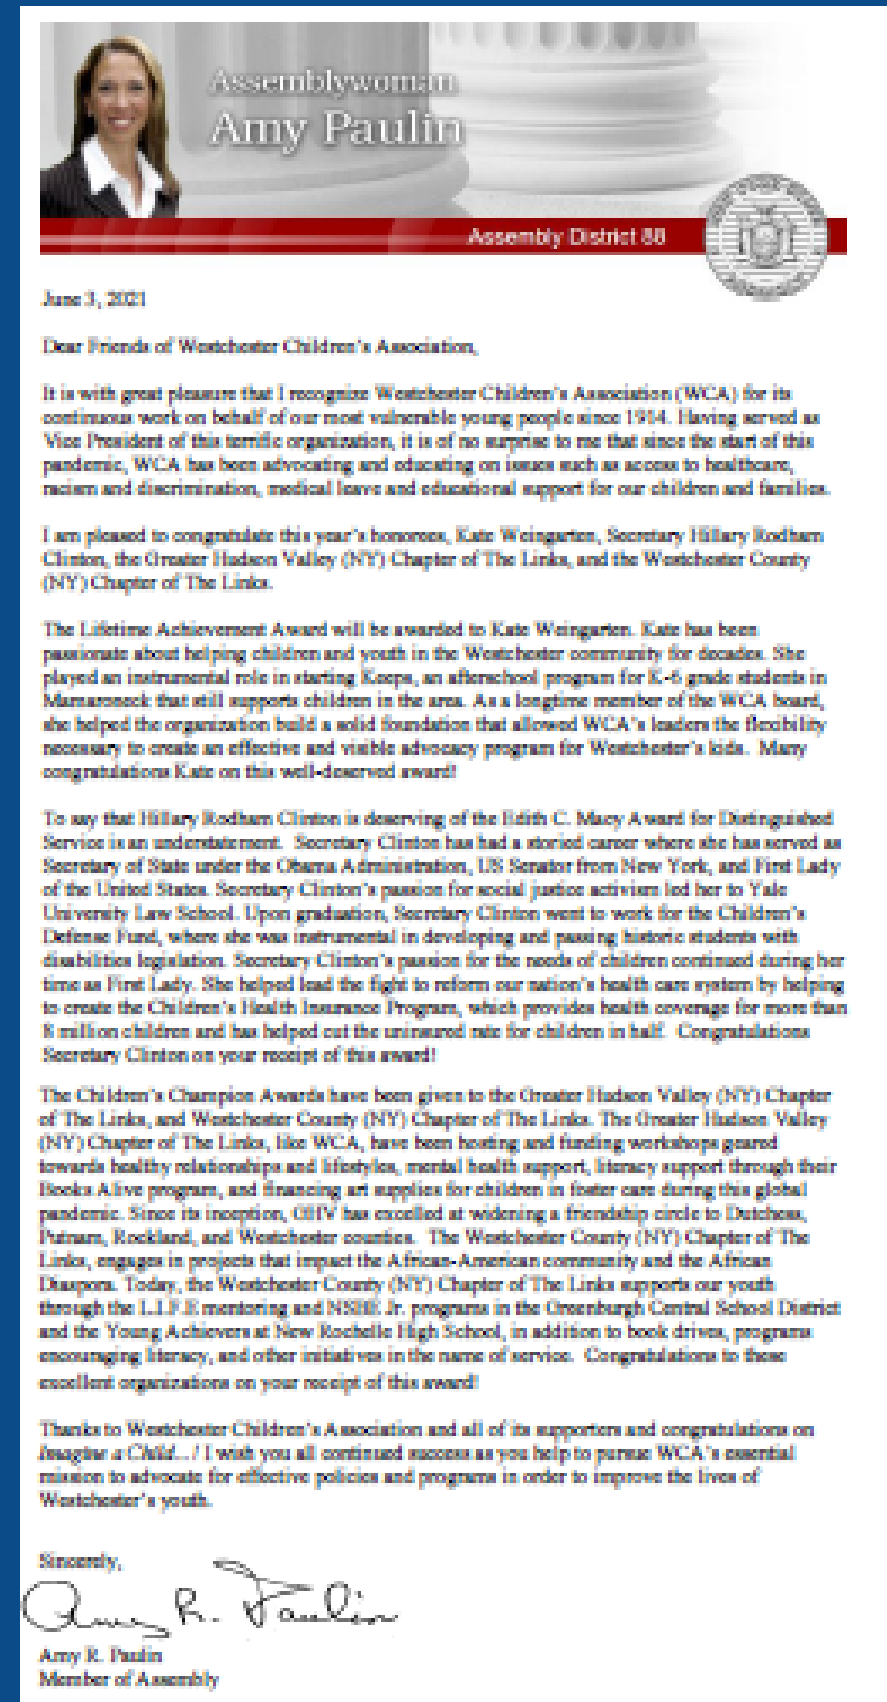 Assemblywoman
Amy Paulin
Assembly District 88
June 3, 2021
Dear Friends of Westchester Children's Association,
It is with great pleasure that I recognize Westchester Children's Association (WCA) for its
continuous work on behalf of our most vulnerable young people since 1914. Having served as
Vice President of this terrific organization, it is of no surprise to me that since the start of this
pandemic, WCA has been advocating and educating on issues such as access to healthcare,
racism and discrimination, medical leave and educational support for our children and families.
I am pleased to congratulate this year's honorees, Kate Weingarten, Secretary Hillary Rodham
Clinton, the Greater Hudson Valley (NY) Chapter of The Links, and the Westchester County
(NY) Chapter of The Links.
The Lifetime Achievement Award will be awarded to Kate Weingarten. Kate has been
passionate about helping children and youth in the Westchester community for decades. She
played an instrumental role in starting Keeps, an afterschool program for K-6 grade students in
Mamaroneck that still supports children in the area. As a longtime member of the WCA board,
she helped the organization build a solid foundation that allowed WCA's leaders the flexibility
necessary to create an effective and visible advocacy program for Westchester's kids. Many
congratulations Kate on this well-deserved award!
To say that Hillary Rodham Clinton is deserving of the Edith C. Macy Award for Distinguished
Service is an understatement. Secretary Clinton has had a storied career where she has served as
Secretary of State under the Obama Administration, US Senator from New York, and First Lady
of the United States. Secretary Clinton's passion for social justice activism led her to Yale
University Law School. Upon graduation, Secretary Clinton went to work for the Children's
Defense Fund, where she was instrumental in developing and passing historic students with
disabilities legislation. Secretary Clinton's passion for the needs of children continued during her
time as First Lady. She helped lead the fight to reform our nation's health care system by helping
to create the Children's Health Insurance Program, which provides health coverage for more than
8 million children and has helped cut the uninsured rate for children in half. Congratulations
Secretary Clinton on your receipt of this award!
The Children's Champion Awards have been given to the Greater Hudson Valley (NY) Chapter
of The Links, and Westchester County (NY) Chapter of The Links. The Greater Hudson Valley
(NY) Chapter of The Links, like WCA, have been hosting and funding workshops geared
towards healthy relationships and lifestyles, mental health support, literacy support through their
Books Alive program, and financing art supplies for children in foster care during this global
pandemic. Since its inception, GHV has excelled at widening a friendship circle to Dutchess,
Putnam, Rockland, and Westchester counties. The Westchester County (NY) Chapter of The
Links, engages in projects that impact the African-American community and the African
Diaspora. Today, the Westchester County (NY) Chapter of The Links supports our youth
through the L.I.F.E mentoring and NSBE Jr. programs in the Greenburgh Central School District
and the Young Achievers at New Rochelle High School, in addition to book drives, programs
encouraging literacy, and other initiatives in the name of service. Congratulations to these
excellent organizations on your receipt of this award!
Thanks to Westchester Children's Association and all of its supporters and congratulations on
Imagine a Child...! I wish you all continued success as you help to pursue WCA's essential
mission to advocate for effective policies and programs in order to improve the lives of
Westchester's youth.
Sincerely,
Amy R. Paulin
Amy R. Paulin
Member of Assembly